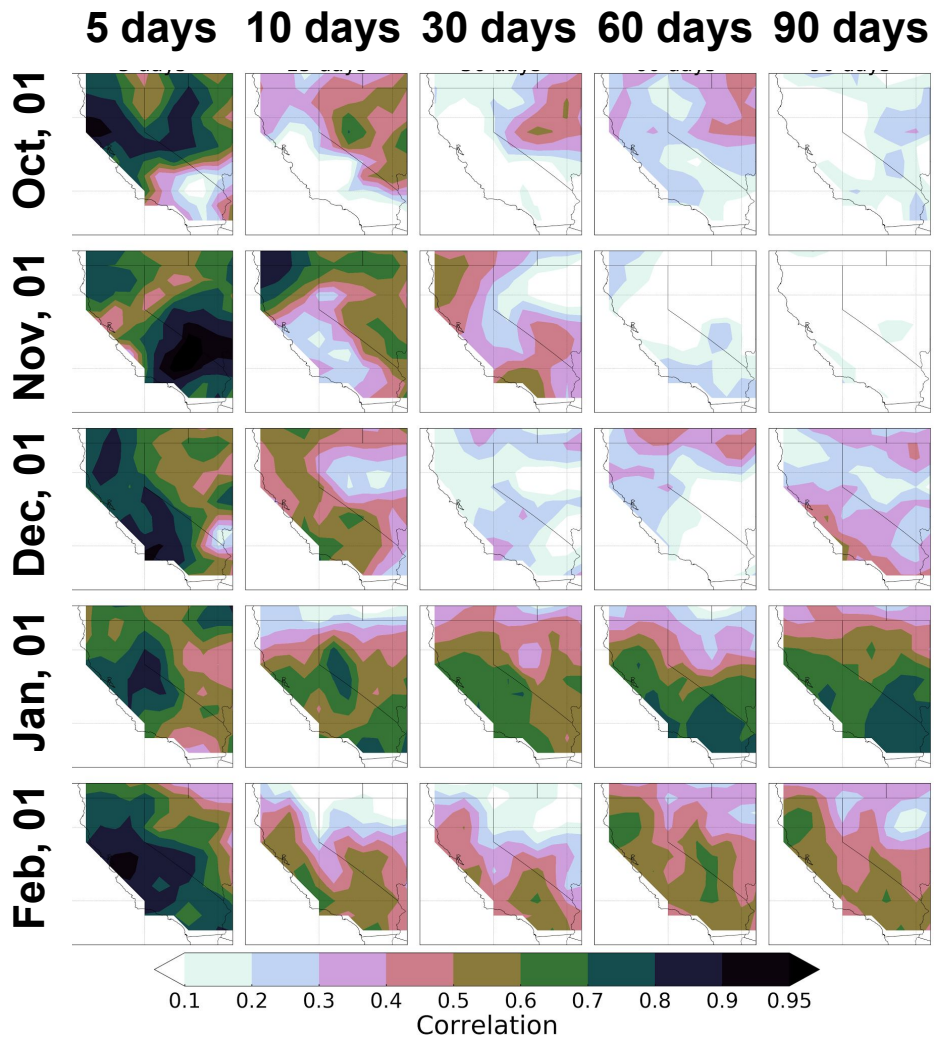 5 days 10 days 30 days 60 days 90 days
Oct, 01
Nov, 01
Dec, 01
Jan, 01
Feb, 01
0.1 0.2 0.3 0.4 0.5 0.6 0.7 0.8 0.9 0.95
Correlation